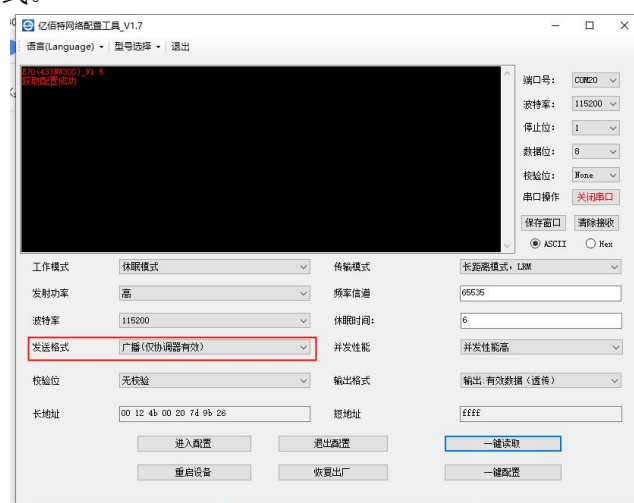 式。
亿佰特网络配置工具_V1.7
语言(Language) 型号选择 退出
E70(433NW30S)_V1.5
获取配置成功
端口号: COM20
波特率: 115200
停止位: 1
数据位: 8
校验位: None
串口操作 关闭串口
保存窗口 清除接收
ASCII Hex
工作模式 休眠模式 传输模式 长距离模式, LRM
发射功率 高 频率信道 65535
波特率 115200 休眠时间: 6
发送格式 广播(仅协调器有效) 并发性能 并发性能高
校验位 无校验 输出格式 输出:有效数据(透传)
长地址 00 12 4b 00 20 7d 9b 26 短地址 ffff
进入配置 退出配置 一键读取
重启设备 恢复出厂 一键配置